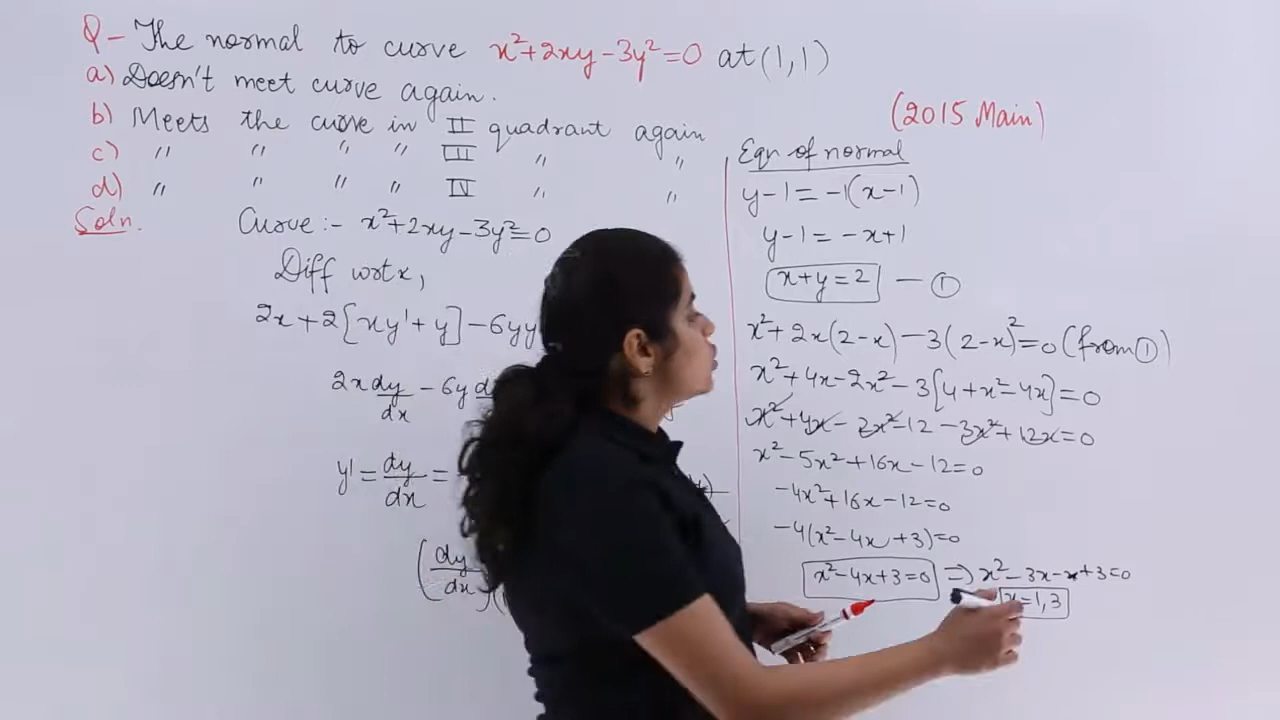 Q- The normal to curve x²+2xy-3y²=0 at (1,1)
a) Doesn't meet curve again.
b) Meets the curve in II quadrant again
c) " " " " III " "
d) " " " " IV " "
(2015 Main)
Soln.
Curve :- x²+2xy-3y²=0
Diff wrt x,
2x+2[xy'+y]-6yy
2x dy/dx - 6y d
y' = dy/dx =
(dy
dx)(
Eqn of normal
y-1=-1(x-1)
y-1=-x+1
x+y=2 — ①
x²+2x(2-x)-3(2-x)²=0 (from ①)
x²+4x-2x²-3[4+x²-4x]=0
x²+4x-2x²-12-3x²+12x=0
x²-5x²+16x-12=0
-4x²+16x-12=0
-4(x²-4x+3)=0
x²-4x+3=0 ⇒ x²-3x-x+3=0
x=1,3